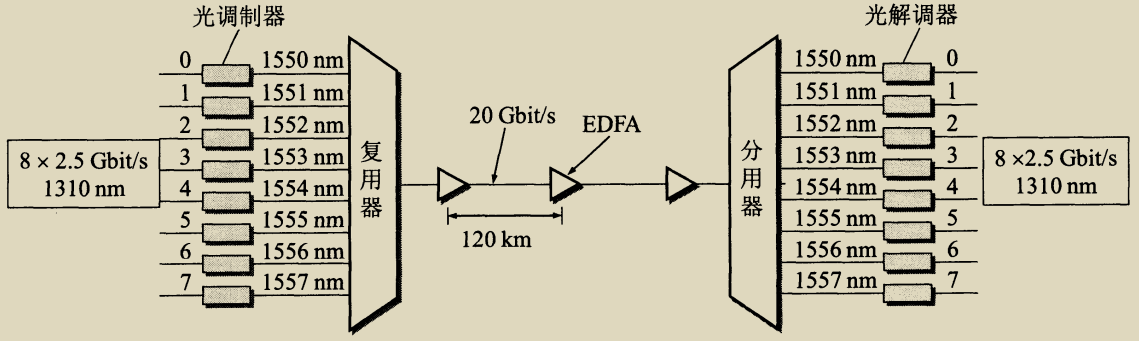 光调制器
光解调器
0 1550 nm
1 1551 nm
2 1552 nm
3 1553 nm
4 1554 nm
5 1555 nm
6 1556 nm
7 1557 nm
8 × 2.5 Gbit/s
1310 nm
复用器
20 Gbit/s
EDFA
120 km
分用器
1550 nm 0
1551 nm 1
1552 nm 2
1553 nm 3
1554 nm 4
1555 nm 5
1556 nm 6
1557 nm 7
8 ×2.5 Gbit/s
1310 nm